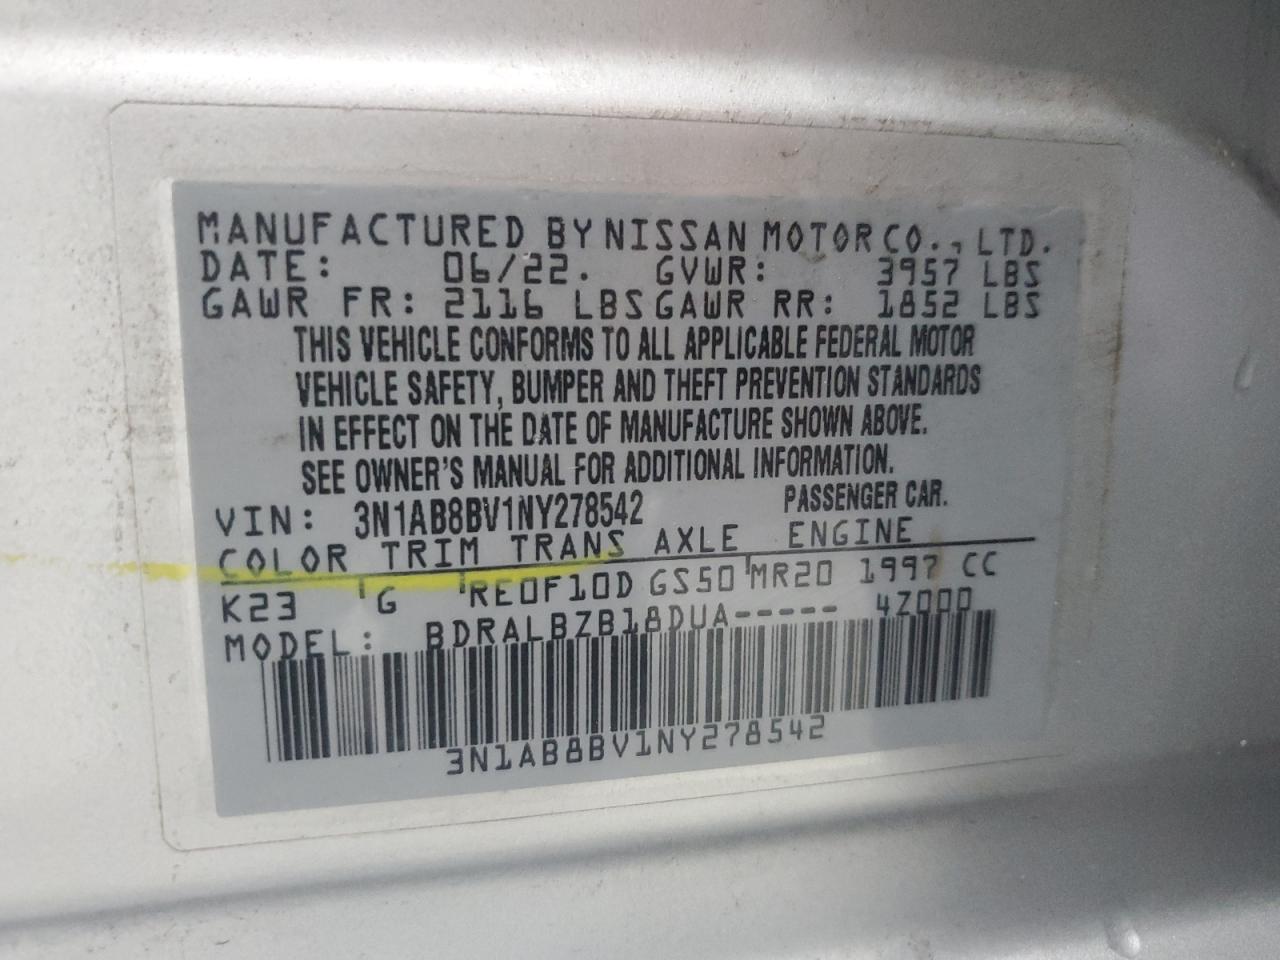 MANUFACTURED BY NISSAN MOTOR CO., LTD.
DATE: 06/22. GVWR: 3957 LBS
GAWR FR: 2116 LBS GAWR RR: 1852 LBS
THIS VEHICLE CONFORMS TO ALL APPLICABLE FEDERAL MOTOR
VEHICLE SAFETY, BUMPER AND THEFT PREVENTION STANDARDS
IN EFFECT ON THE DATE OF MANUFACTURE SHOWN ABOVE.
SEE OWNER'S MANUAL FOR ADDITIONAL INFORMATION.
VIN: 3N1AB8BV1NY278542 PASSENGER CAR.
COLOR TRIM TRANS AXLE ENGINE
K23 G RE0F10D GS50 MR20 1997 CC
MODEL: BDRALBZB18DUA----- 4Z000
3N1AB8BV1NY278542